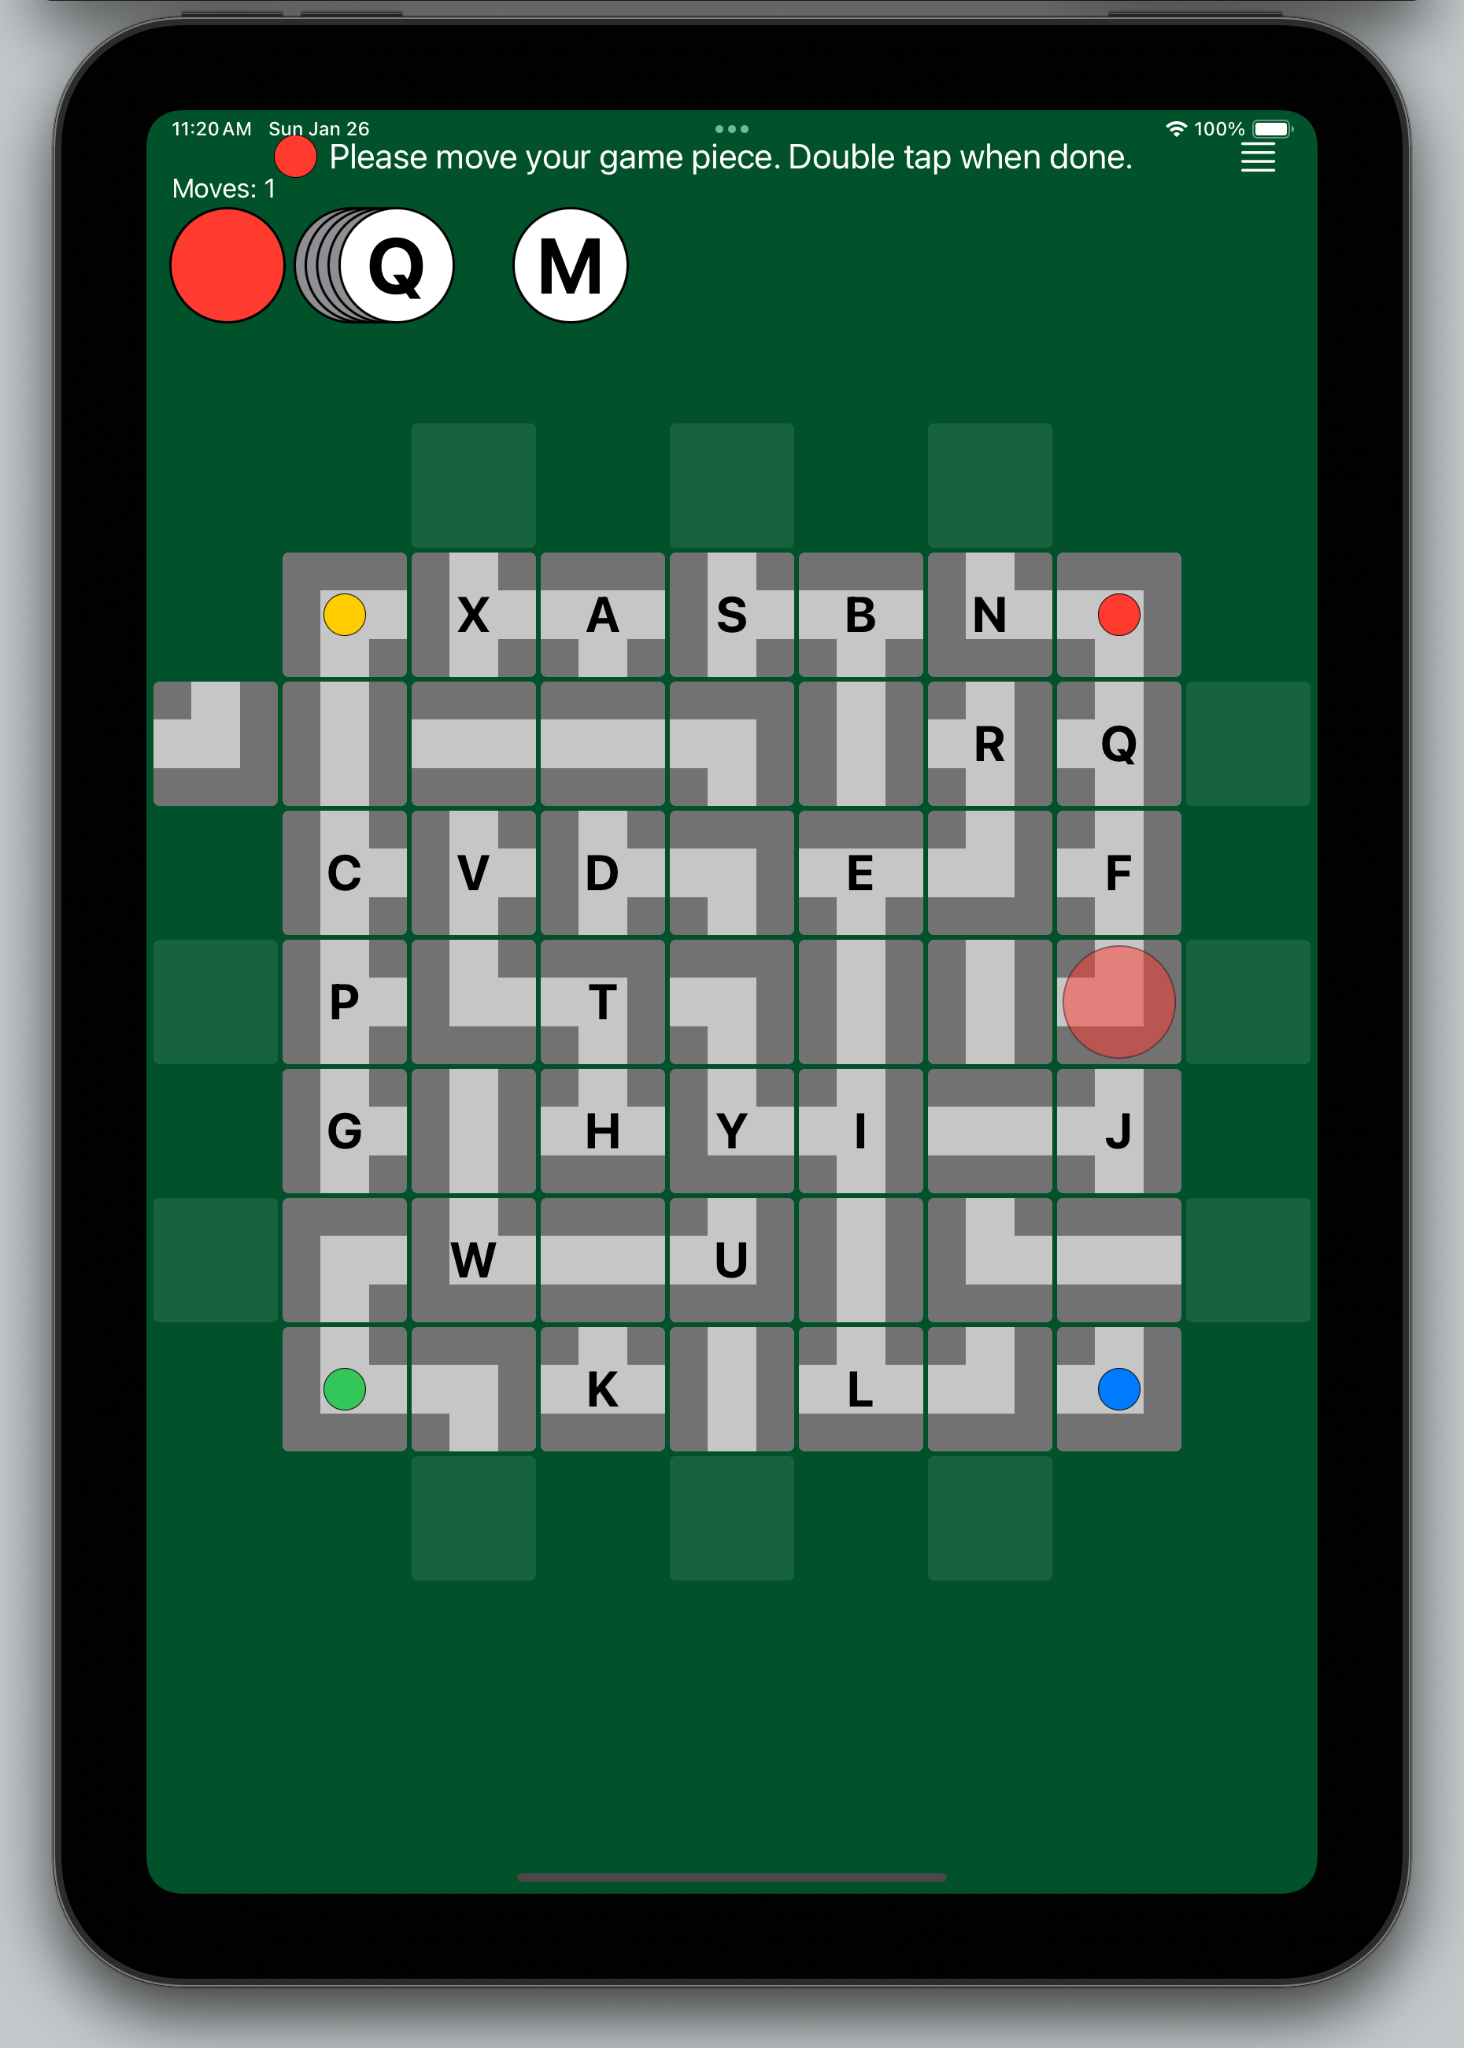 11:20 AM Sun Jan 26 100%
Please move your game piece. Double tap when done.
Moves: 1
Q M
X A S B N
R Q
C V D E F
P T
G H Y I J
W U
K L